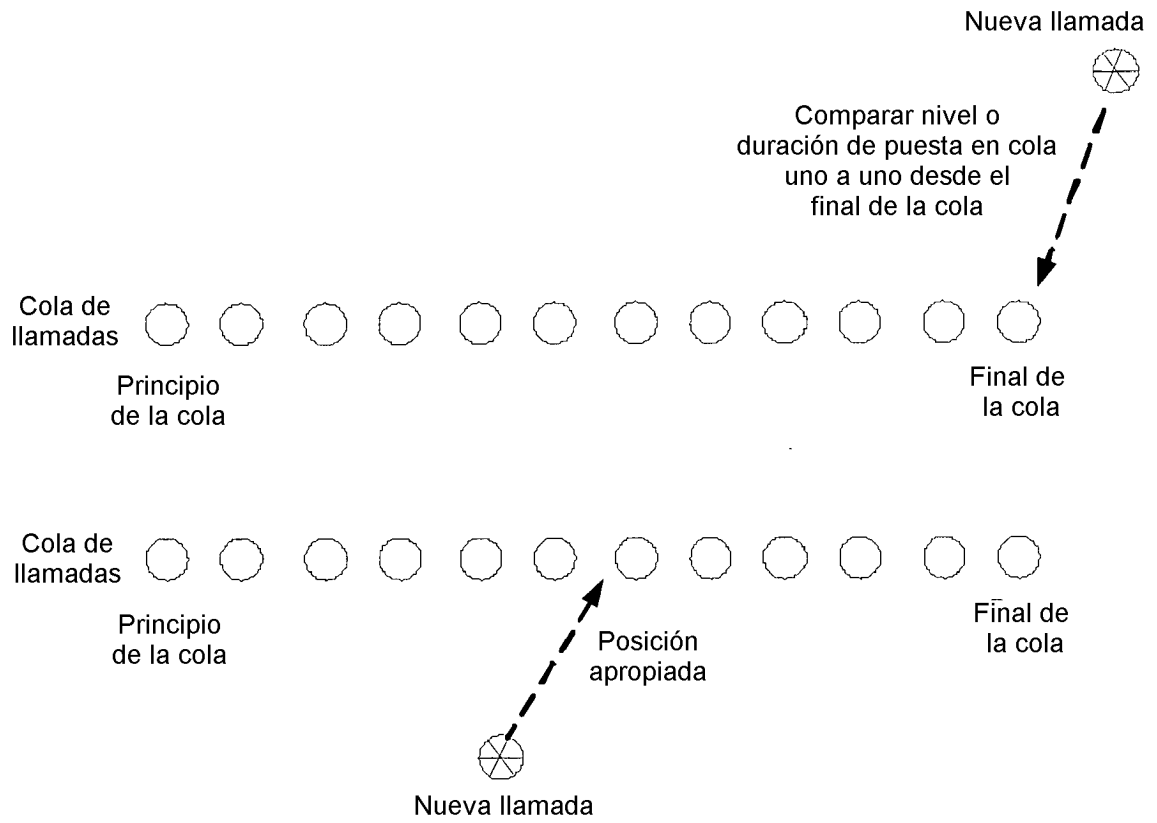 Nueva llamada
Comparar nivel o
duración de puesta en cola
uno a uno desde el
final de la cola
Cola de
llamadas
Principio
de la cola
Final de
la cola
Cola de
llamadas
Principio
de la cola
Final de
la cola
Posición
apropiada
Nueva llamada